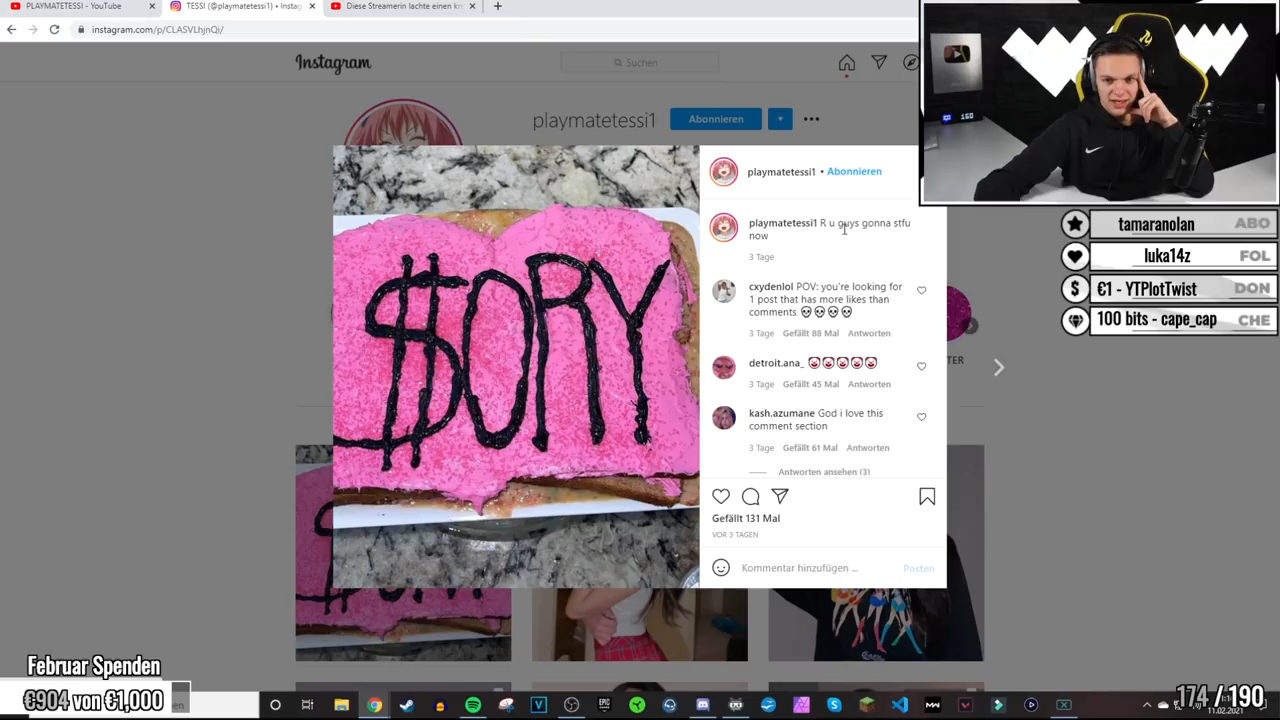 PLAYMATETESSI - YouTube
TESSI (@playmatetessi1) • Instag
Diese Streamerin lachte einen kr
instagram.com/p/CLASVLhjnQi/
Instagram
Suchen
playmatetessi1
Abonnieren
playmatetessi1 • Abonnieren
playmatetessi1 R u guys gonna stfu
now
3 Tage
cxydenlol POV: you're looking for
1 post that has more likes than
comments 💀💀💀💀
3 Tage Gefällt 88 Mal Antworten
detroit.ana_ 🤡🤡🤡🤡🤡
3 Tage Gefällt 45 Mal Antworten
kash.azumane God i love this
comment section
3 Tage Gefällt 61 Mal Antworten
Antworten ansehen (3)
Gefällt 131 Mal
VOR 3 TAGEN
Kommentar hinzufügen ...
Posten
$ORY
TER
tamaranolan ABO
luka14z FOL
€1 - YTPlotTwist DON
100 bits - cape_cap CHE
Februar Spenden
€904 von €1,000
174 / 190
11.02.2021